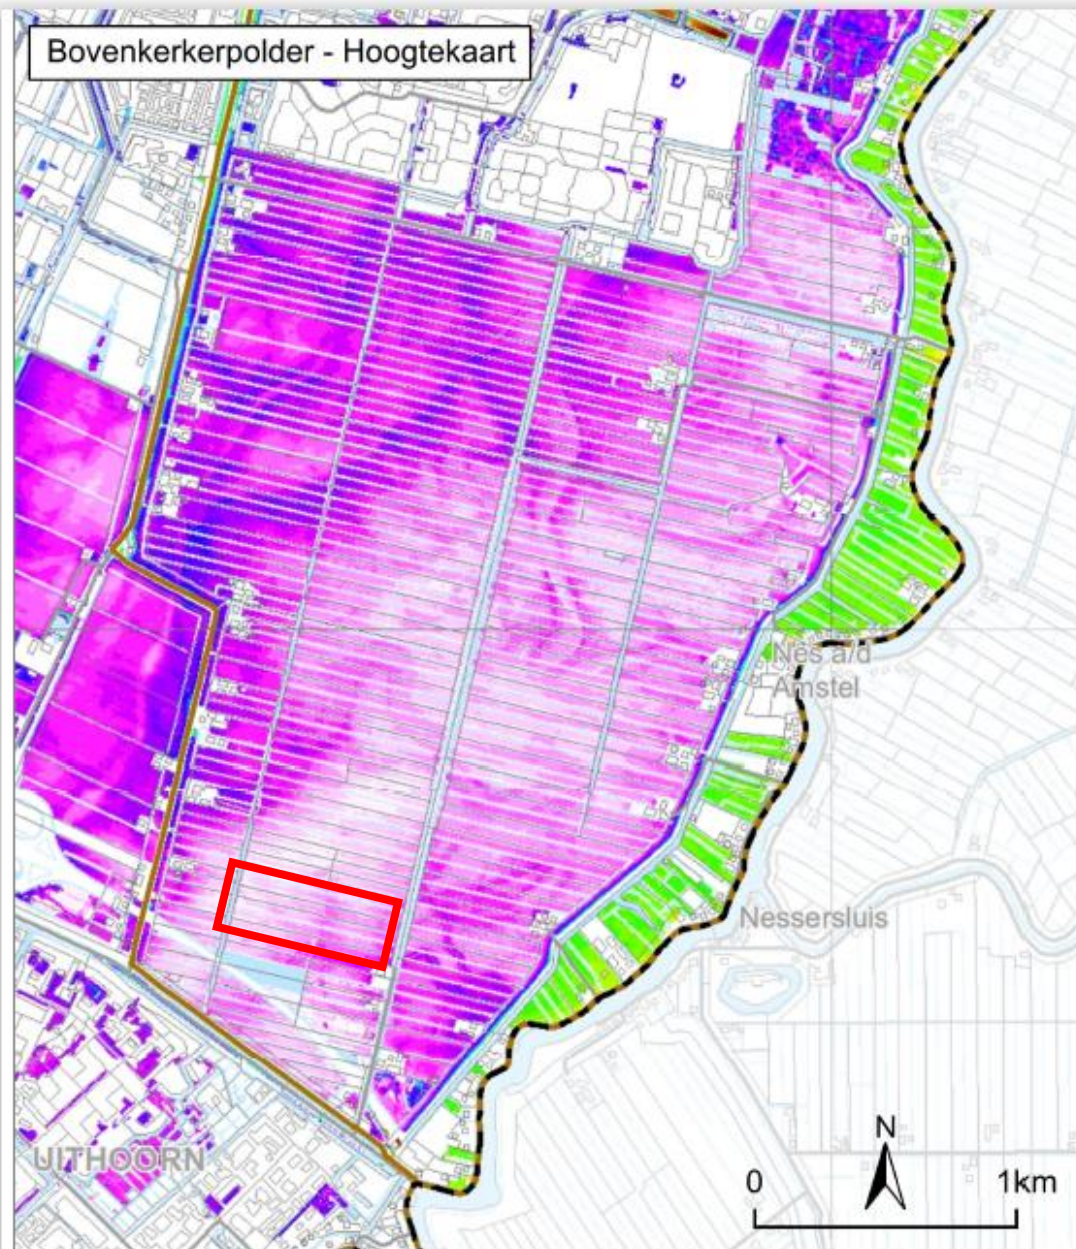 Bovenkerkerpolder - Hoogtekaart
Nes a/d
Amstel
Nessersluis
UITHOORN
N
0 1km